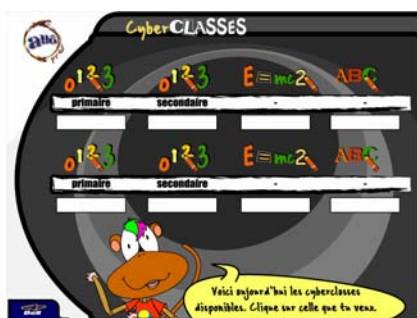 CyberCLASSES
allô
0123 0123 E=mc2 ABC
primaire secondaire - -
0123 0123 E=mc2 ABC
primaire secondaire - -
Voici aujourd'hui les cyberclasses
disponibles. Clique sur celle que tu veux.